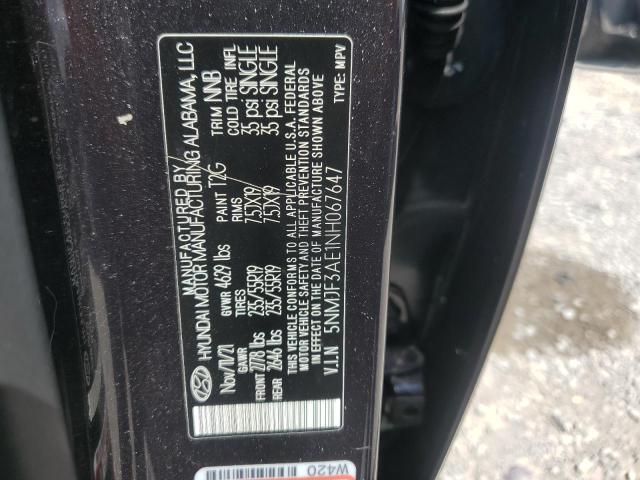 MANUFACTURED BY
HYUNDAI MOTOR MANUFACTURING ALABAMA, LLC
Nov/11/21 GVWR 4629 lbs PAINT T2G TRIM NNB
GAWR TIRES RIMS COLD TIRE INFL
FRONT 2778 lbs 235/55R19 7.5JX19 35 psi SINGLE
REAR 2646 lbs 235/55R19 7.5JX19 35 psi SINGLE
THIS VEHICLE CONFORMS TO ALL APPLICABLE U.S.A. FEDERAL
MOTOR VEHICLE SAFETY AND THEFT PREVENTION STANDARDS
IN EFFECT ON THE DATE OF MANUFACTURE SHOWN ABOVE
V.I.N 5NMJF3AE1NH067647 TYPE: MPV
W420